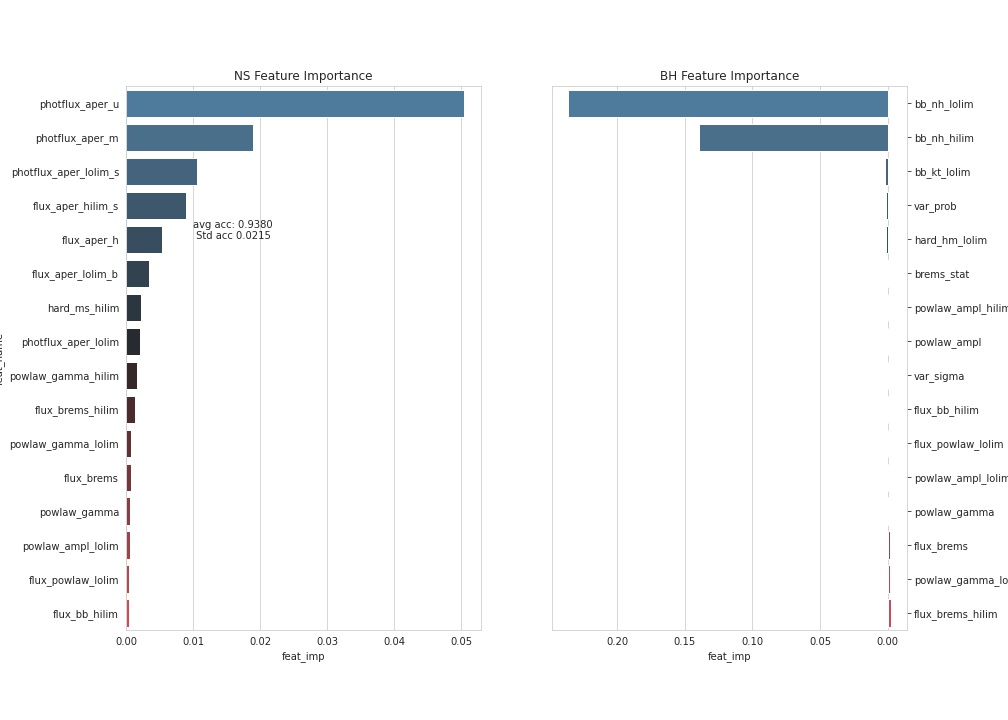 NS Feature Importance
photflux_aper_u
photflux_aper_m
photflux_aper_lolim_s
flux_aper_hilim_s
flux_aper_h
flux_aper_lolim_b
hard_ms_hilim
photflux_aper_lolim
powlaw_gamma_hilim
flux_brems_hilim
powlaw_gamma_lolim
flux_brems
powlaw_gamma
powlaw_ampl_lolim
flux_powlaw_lolim
flux_bb_hilim
avg acc: 0.9380
Std acc 0.0215
0.00 0.01 0.02 0.03 0.04 0.05
feat_imp
BH Feature Importance
bb_nh_lolim
bb_nh_hilim
bb_kt_lolim
var_prob
hard_hm_lolim
brems_stat
powlaw_ampl_hilim
powlaw_ampl
var_sigma
flux_bb_hilim
flux_powlaw_lolim
powlaw_ampl_lolim
powlaw_gamma
flux_brems
powlaw_gamma_lo
flux_brems_hilim
0.20 0.15 0.10 0.05 0.00
feat_imp